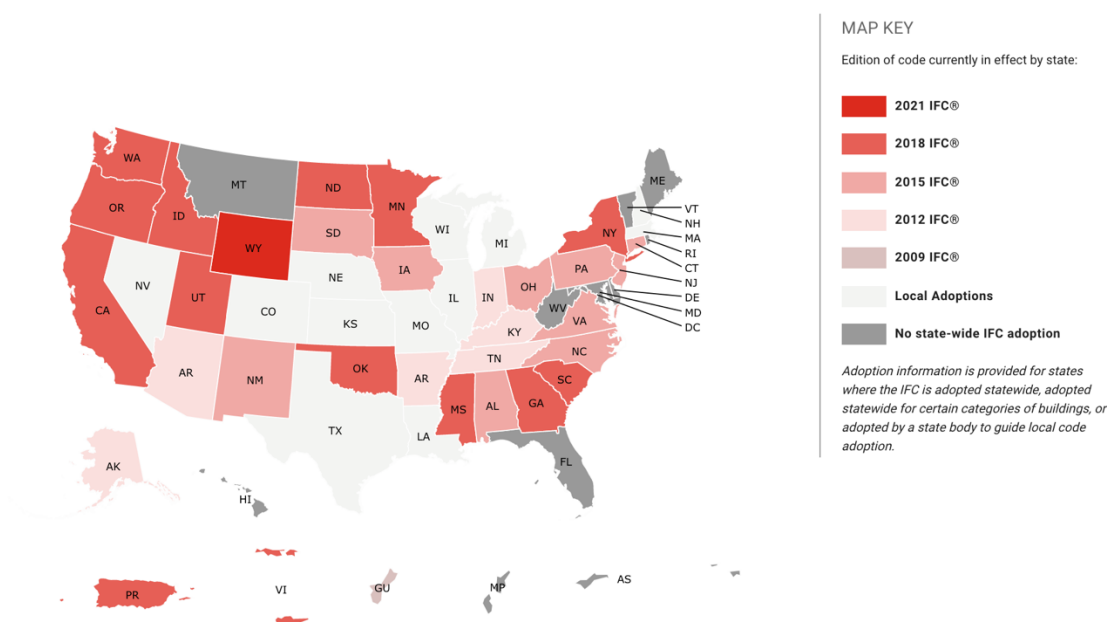 MAP KEY
Edition of code currently in effect by state:
2021 IFC®
2018 IFC®
2015 IFC®
2012 IFC®
2009 IFC®
Local Adoptions
No state-wide IFC adoption
Adoption information is provided for states
where the IFC is adopted statewide, adopted
statewide for certain categories of buildings, or
adopted by a state body to guide local code
adoption.
WA
MT
ND
MN
ME
OR
ID
VT
NH
WY
SD
WI
MI
NY
MA
RI
CT
NJ
DE
MD
DC
NV
UT
NE
IA
IL
IN
OH
PA
CA
CO
KS
MO
KY
WV
VA
AR
NM
OK
AR
TN
NC
SC
TX
LA
MS
AL
GA
FL
AK
HI
PR
VI
GU
MP
AS